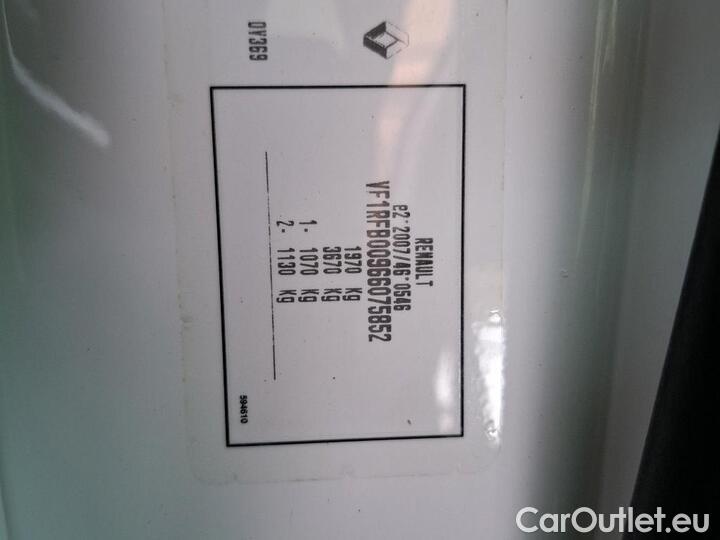 RENAULT
e2*2007/46*0546
VF1RFB00966075852
1970 Kg
3670 Kg
1- 1070 Kg
2- 1130 Kg
594610
OY369
CarOutlet.eu